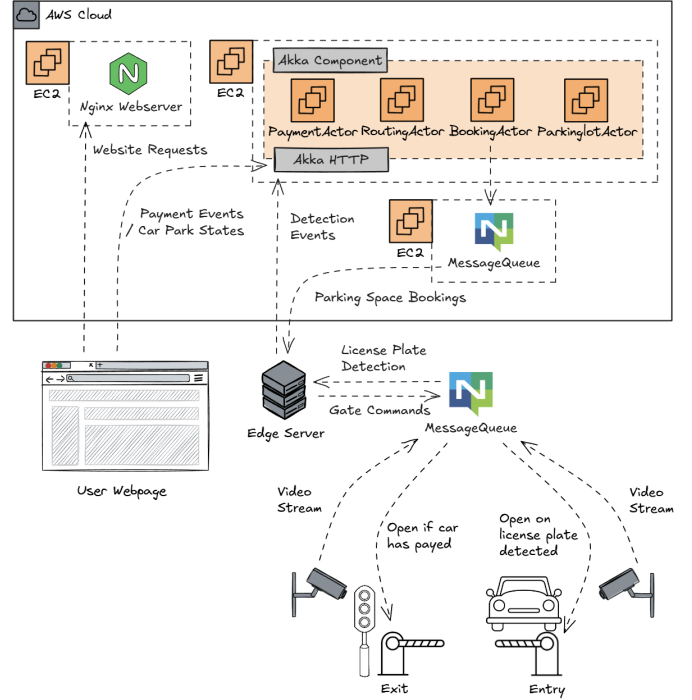 AWS Cloud
EC2
Nginx Webserver
EC2
Akka Component
PaymentActor
RoutingActor
BookingActor
ParkinglotActor
Akka HTTP
Website Requests
Payment Events
/ Car Park States
Detection
Events
EC2
MessageQueue
Parking Space Bookings
License Plate
Detection
Gate Commands
Edge Server
MessageQueue
User Webpage
Video
Stream
Open if car
has payed
Open on
license plate
detected
Video
Stream
Exit
Entry